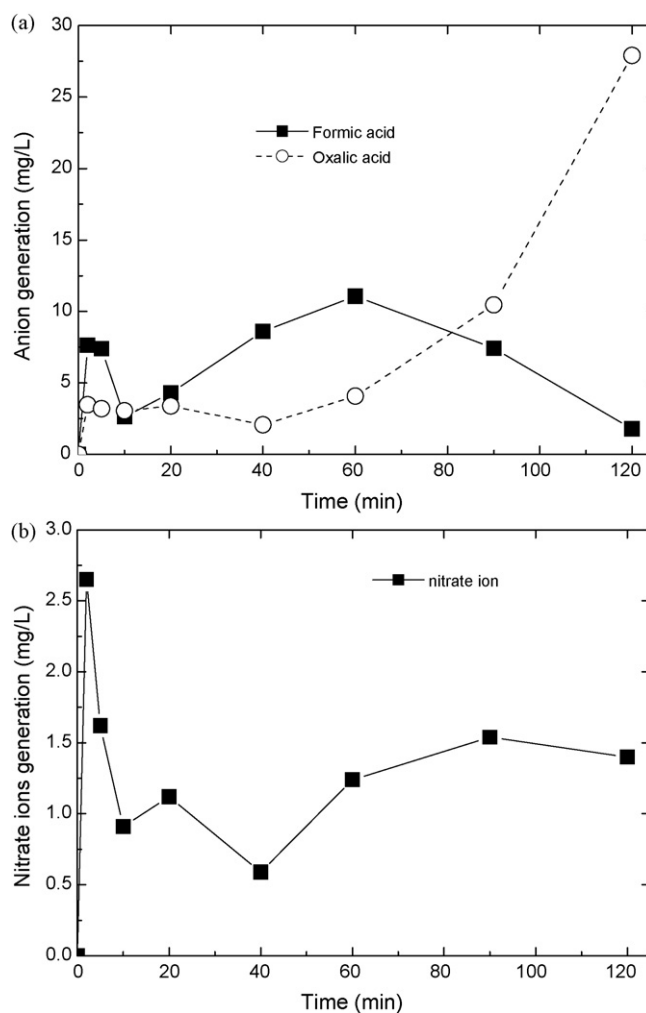 (a)
30
25
20
15
10
5
0
Anion generation (mg/L)
Formic acid
Oxalic acid
0 20 40 60 80 100 120
Time (min)
(b)
3.0
2.5
2.0
1.5
1.0
0.5
0.0
Nitrate ions generation (mg/L)
nitrate ion
0 20 40 60 80 100 120
Time (min)